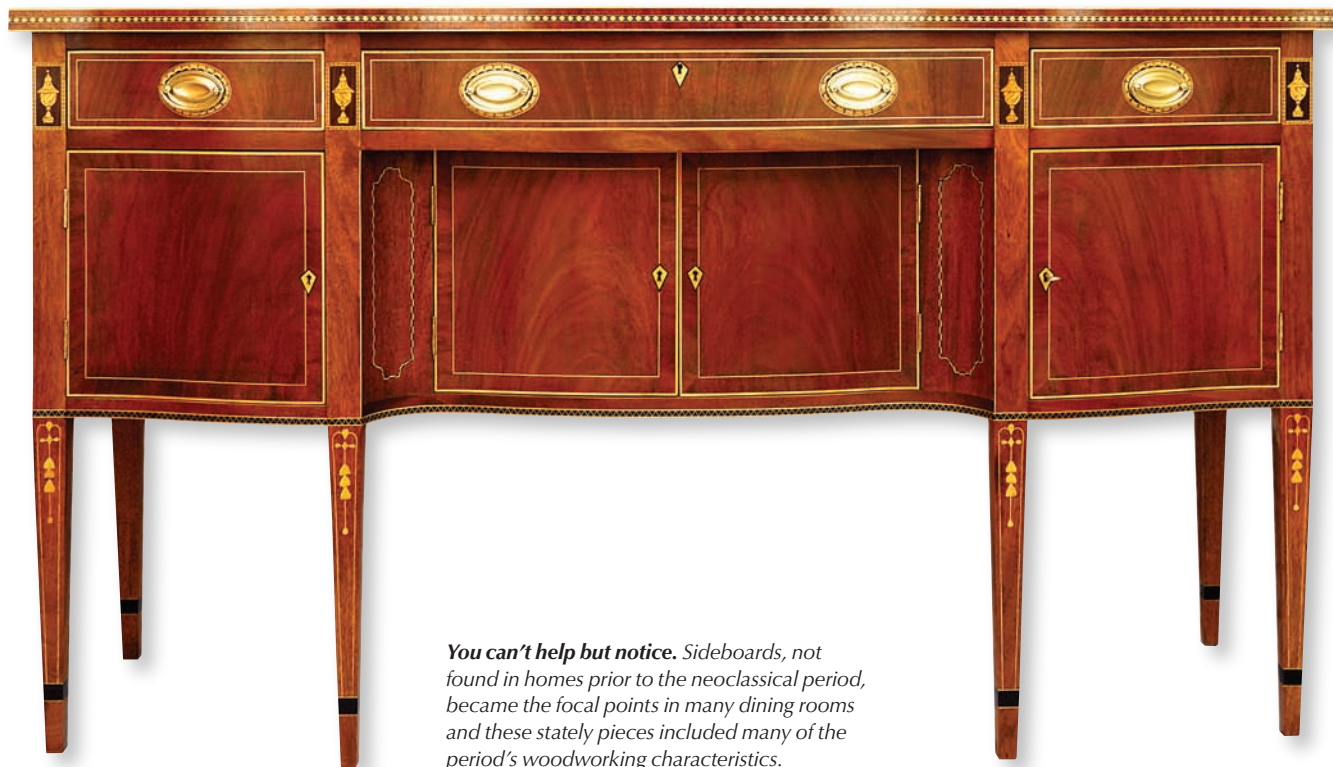 You can’t help but notice. Sideboards, not
found in homes prior to the neoclassical period,
became the focal points in many dining rooms
and these stately pieces included many of the
period’s woodworking characteristics.